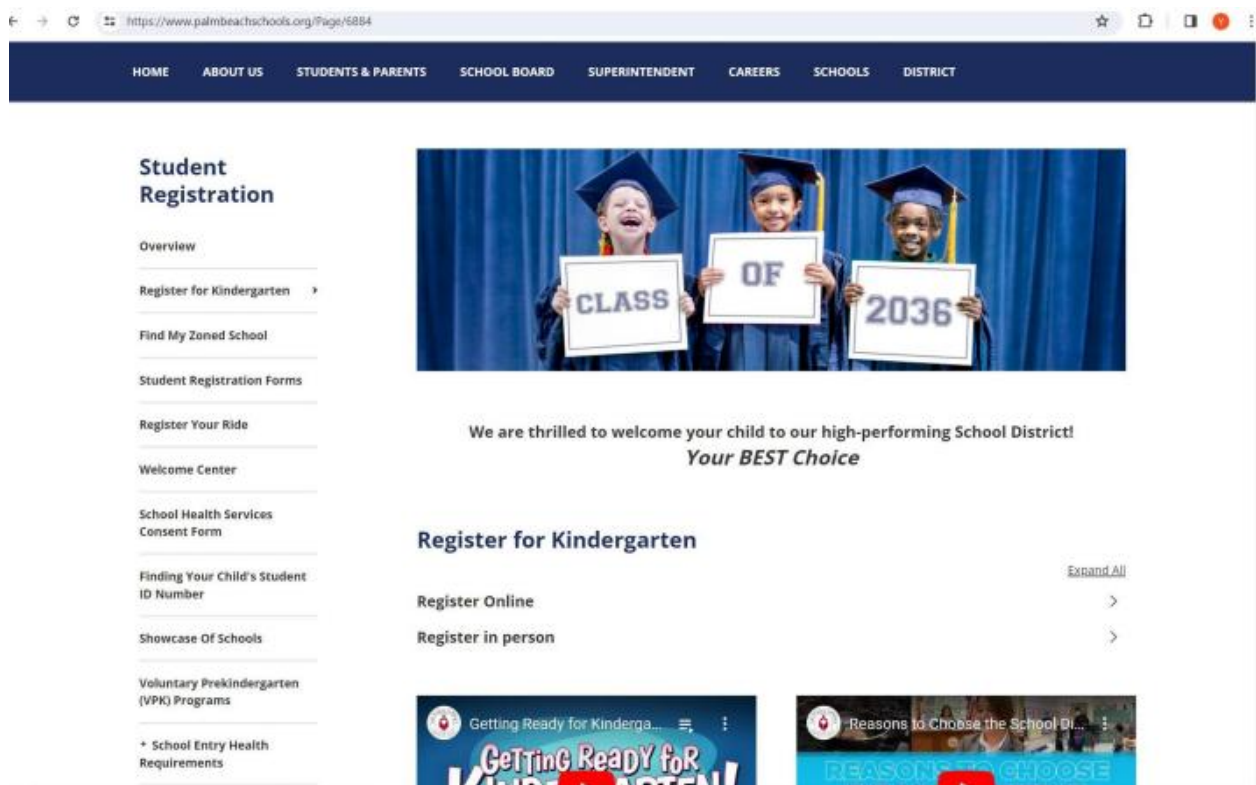 https://www.palmbeachschools.org/Page/6884
HOME ABOUT US STUDENTS & PARENTS SCHOOL BOARD SUPERINTENDENT CAREERS SCHOOLS DISTRICT
Student
Registration
Overview
Register for Kindergarten
Find My Zoned School
Student Registration Forms
Register Your Ride
Welcome Center
School Health Services
Consent Form
Finding Your Child's Student
ID Number
Showcase Of Schools
Voluntary Prekindergarten
(VPK) Programs
* School Entry Health
Requirements
CLASS
OF
2036
We are thrilled to welcome your child to our high-performing School District!
Your BEST Choice
Register for Kindergarten
Expand All
Register Online
Register in person
Getting Ready for Kinderga...
GETTING READY FOR
Reasons to Choose the School Di...
REASONS TO CHOOSE